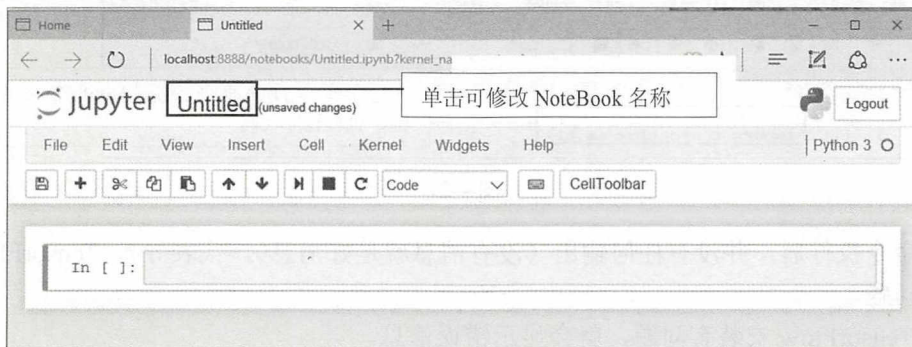 Home
Untitled
localhost:8888/notebooks/Untitled.ipynb?kernel_na
jupyter Untitled (unsaved changes)
单击可修改 NoteBook 名称
Logout
File Edit View Insert Cell Kernel Widgets Help
Python 3
Code
CellToolbar
In [ ]: